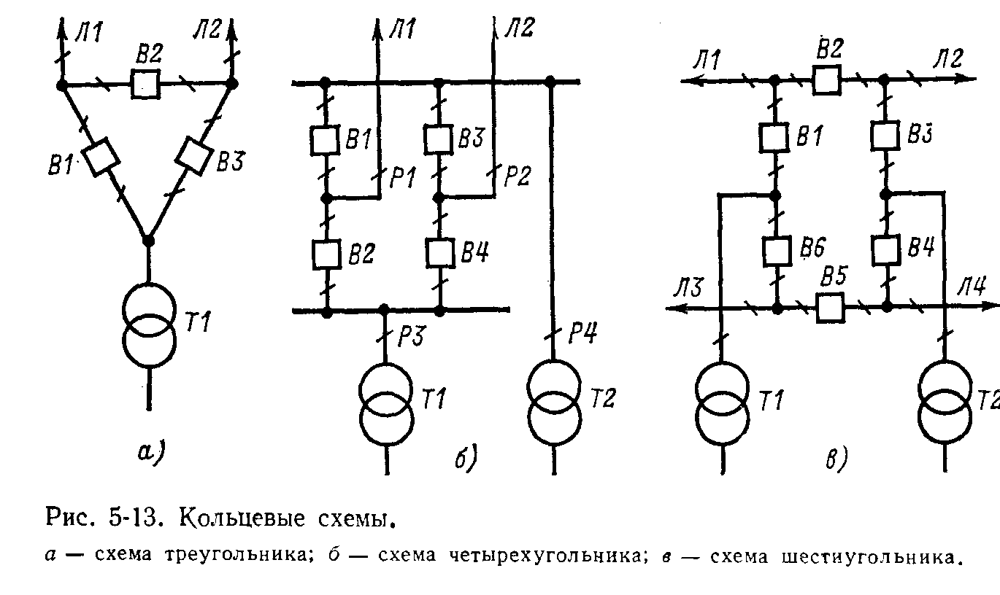 Л1 Л2
В2
В1 В3
Т1
а)
Л1 Л2
В1 В3
Р1 Р2
В2 В4
Р3 Р4
Т1 Т2
б)
Л1 В2 Л2
В1 В3
В6 В4
Л3 В5 Л4
Т1 Т2
в)
Рис. 5-13. Кольцевые схемы.
а — схема треугольника; б — схема четырехугольника; в — схема шестиугольника.